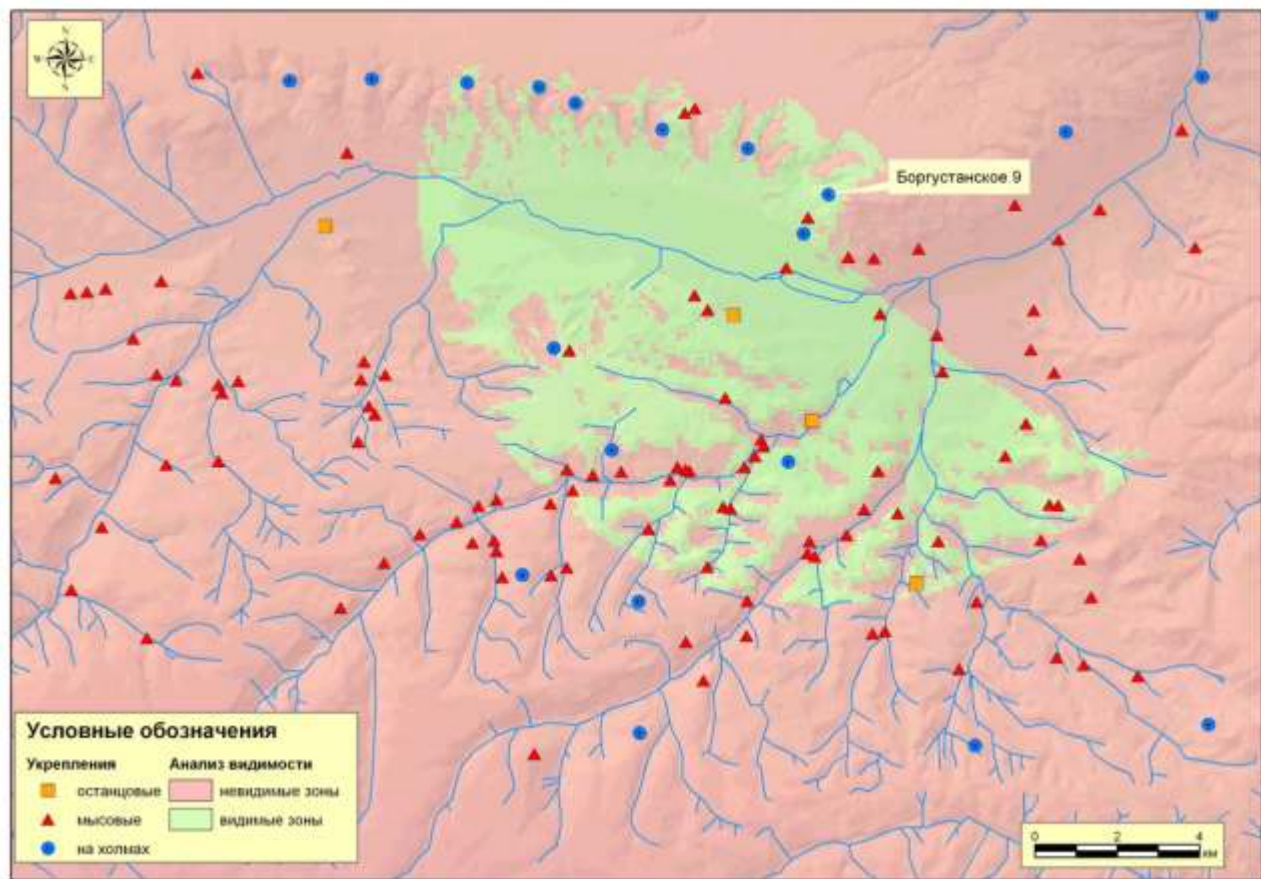 N
W E
S
Боргустанское 9
Условные обозначения
Укрепления Анализ видимости
останцовые невидимые зоны
мысовые видимые зоны
на холмах
0 2 4
км